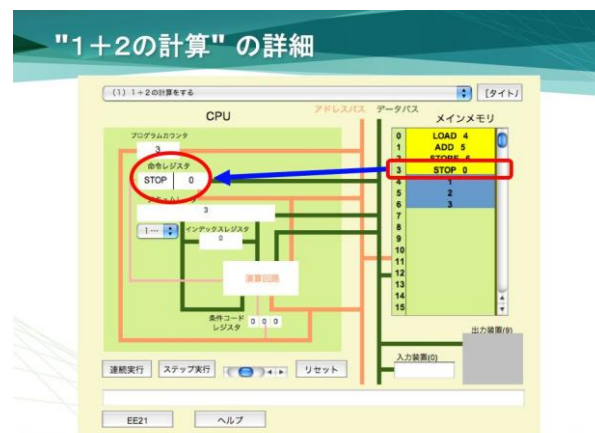 "1＋2の計算" の詳細
(1) 1＋2の計算をする
[タイトル
CPU
アドレスバス
データバス
メインメモリ
プログラムカウンタ
3
命令レジスタ
STOP 0
3
1…
インデックスレジスタ
0
演算回路
条件コード
レジスタ
0 0 0
0 LOAD 4
1 ADD 5
2 STORE 6
3 STOP 0
4 1
5 2
6 3
7
8
9
10
11
12
13
14
15
出力装置(9)
入力装置(0)
連続実行
ステップ実行
リセット
EE21
ヘルプ